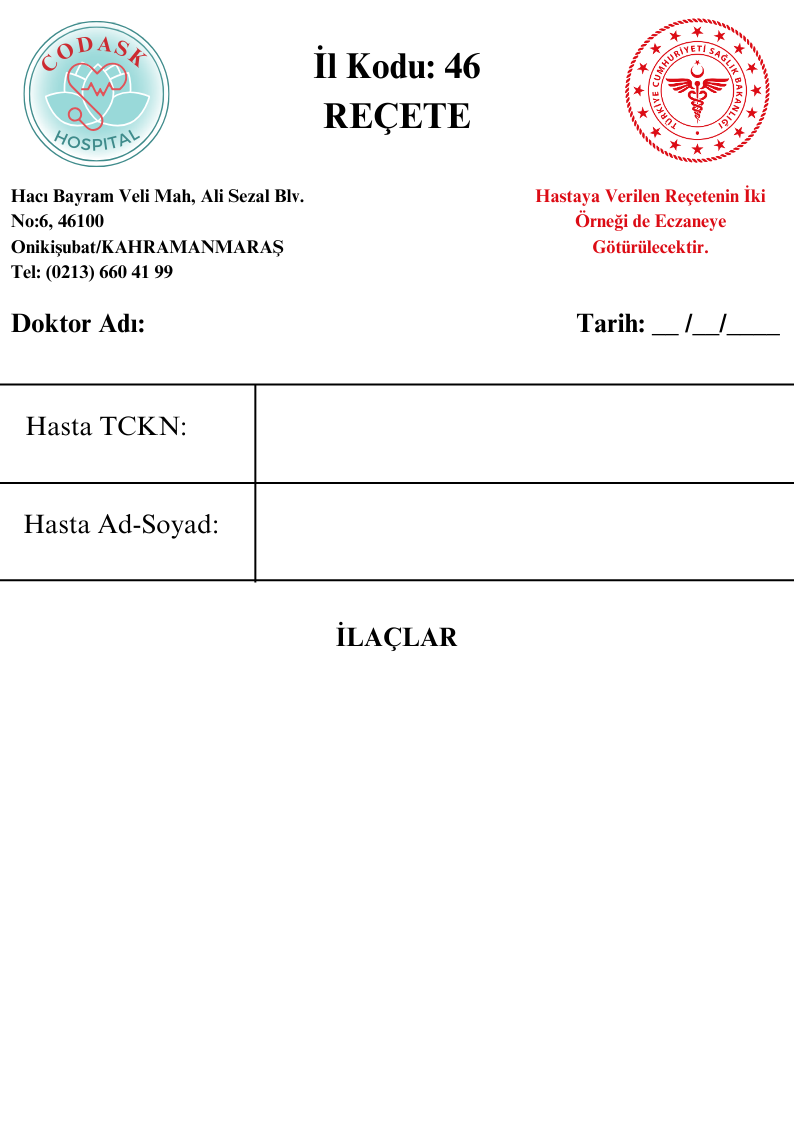 CODASK
HOSPITAL
İl Kodu: 46
REÇETE
TÜRKİYE CUMHURİYETİ SAĞLIK BAKANLIĞI
Hacı Bayram Veli Mah, Ali Sezal Blv.
No:6, 46100
Onikişubat/KAHRAMANMARAŞ
Tel: (0213) 660 41 99
Hastaya Verilen Reçetenin İki
Örneği de Eczaneye
Götürülecektir.
Doktor Adı:
Tarih: __ /__/____
Hasta TCKN:
Hasta Ad-Soyad:
İLAÇLAR